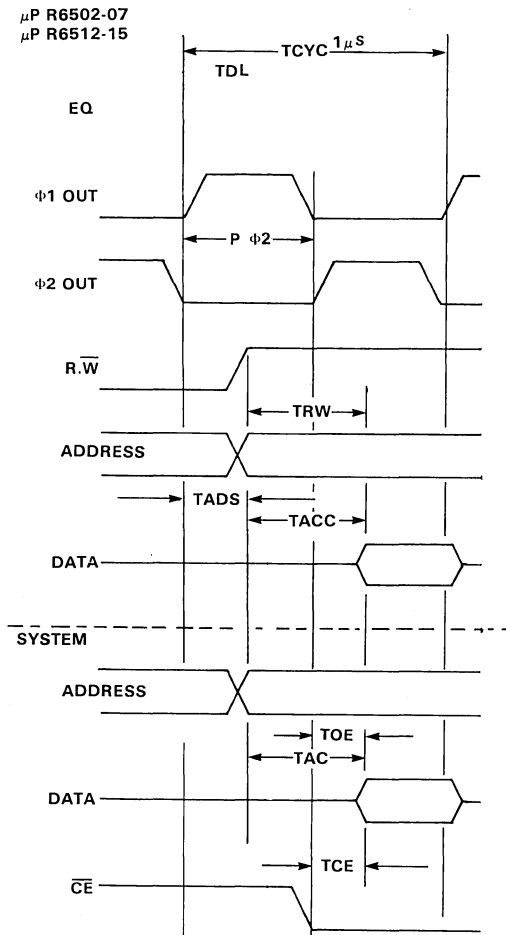 μP R6502-07
μP R6512-15
TCYC 1μS
TDL
EQ
φ1 OUT
P φ2
φ2 OUT
R.W̅
TRW
ADDRESS
TADS
TACC
DATA
SYSTEM
ADDRESS
TOE
TAC
DATA
TCE
C̅E̅